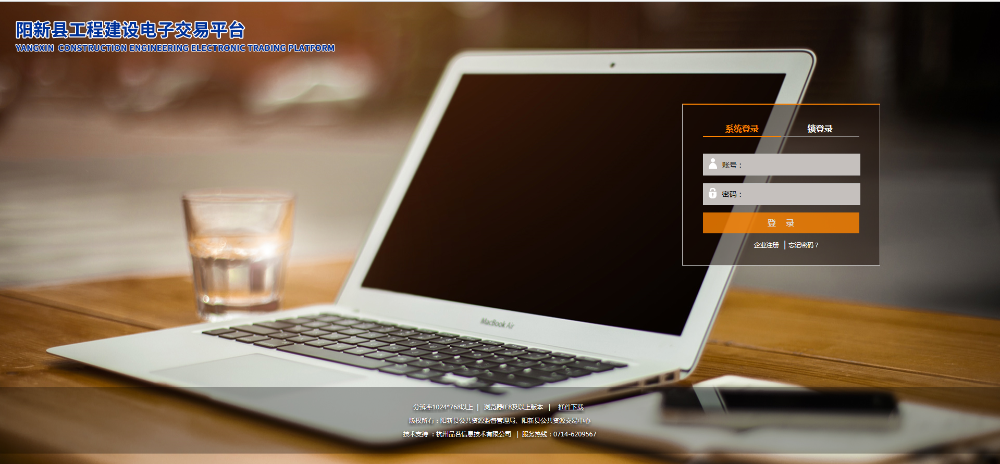 阳新县工程建设电子交易平台
YANGXIN CONSTRUCTION ENGINEERING ELECTRONIC TRADING PLATFORM
系统登录 锁登录
账号：
密码：
登 录
企业注册 | 忘记密码？
MacBook Air
分辨率1024*768以上 | 浏览器IE8及以上版本 | 插件下载
版权所有：阳新县公共资源监督管理局、阳新县公共资源交易中心
技术支持 ：杭州品茗信息技术有限公司 | 服务热线：0714-6209567